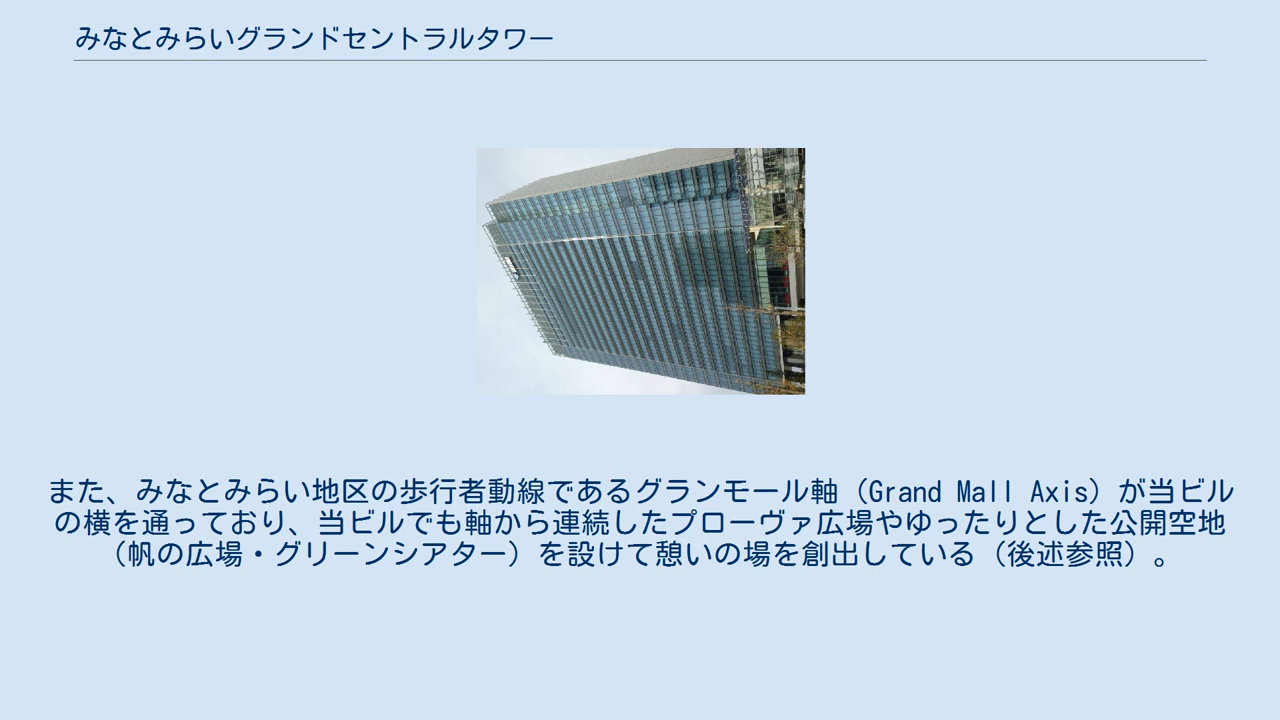 みなとみらいグランドセントラルタワー
また、みなとみらい地区の歩行者動線であるグランモール軸（Grand Mall Axis）が当ビル
の横を通っており、当ビルでも軸から連続したプローヴァ広場やゆったりとした公開空地
（帆の広場・グリーンシアター）を設けて憩いの場を創出している（後述参照）。